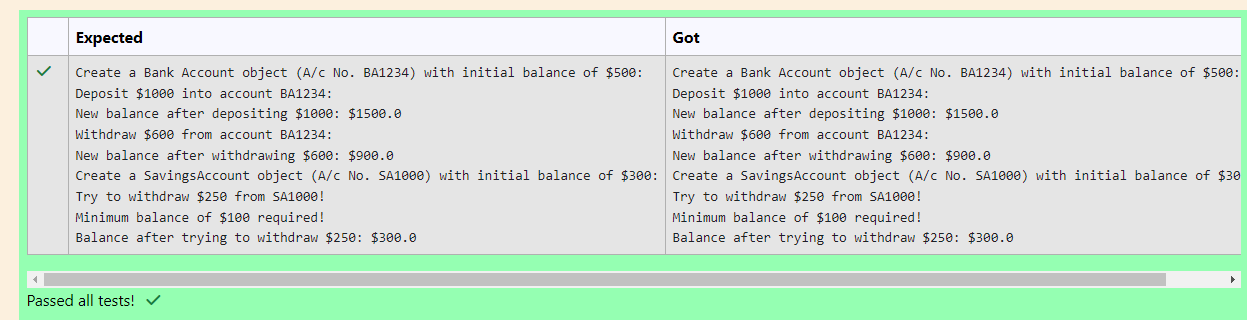 Expected Got
Create a Bank Account object (A/c No. BA1234) with initial balance of $500: Create a Bank Account object (A/c No. BA1234) with initial balance of $500:
Deposit $1000 into account BA1234: Deposit $1000 into account BA1234:
New balance after depositing $1000: $1500.0 New balance after depositing $1000: $1500.0
Withdraw $600 from account BA1234: Withdraw $600 from account BA1234:
New balance after withdrawing $600: $900.0 New balance after withdrawing $600: $900.0
Create a SavingsAccount object (A/c No. SA1000) with initial balance of $300: Create a SavingsAccount object (A/c No. SA1000) with initial balance of $30
Try to withdraw $250 from SA1000! Try to withdraw $250 from SA1000!
Minimum balance of $100 required! Minimum balance of $100 required!
Balance after trying to withdraw $250: $300.0 Balance after trying to withdraw $250: $300.0
Passed all tests!